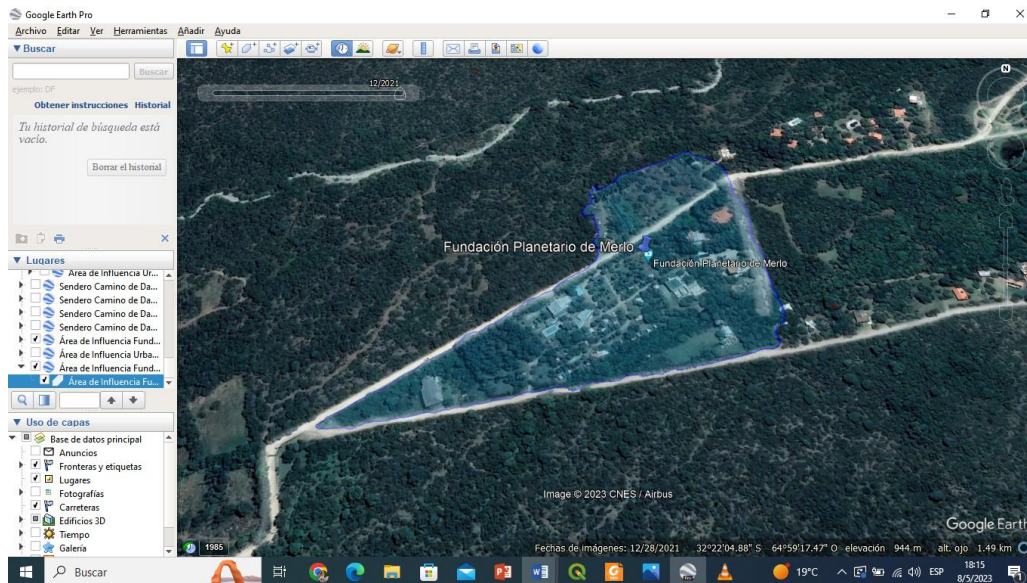 Google Earth Pro
Archivo Editar Ver Herramientas Añadir Ayuda
Buscar
Buscar
ejemplo: DF
Obtener instrucciones Historial
Tu historial de búsqueda está
vacío.
Borrar el historial
Lugares
Área de Influencia Ur...
Sendero Camino de Da...
Sendero Camino de Da...
Sendero Camino de Da...
Sendero Camino de Da...
Área de Influencia Fund...
Área de Influencia Urba...
Área de Influencia Fund...
Área de Influencia Fu...
Uso de capas
Base de datos principal
Anuncios
Fronteras y etiquetas
Lugares
Fotografías
Carreteras
Edificios 3D
Tiempo
Galería
12/2021
N
Fundación Planetario de Merlo
Fundación Planetario de Merlo
Image © 2023 CNES / Airbus
Google Earth
1985
Fechas de imágenes: 12/28/2021 32°22'04.88" S 64°59'17.47" O elevación 944 m alt. ojo 1.49 km
Buscar
19°C
ESP
18:15
8/5/2023